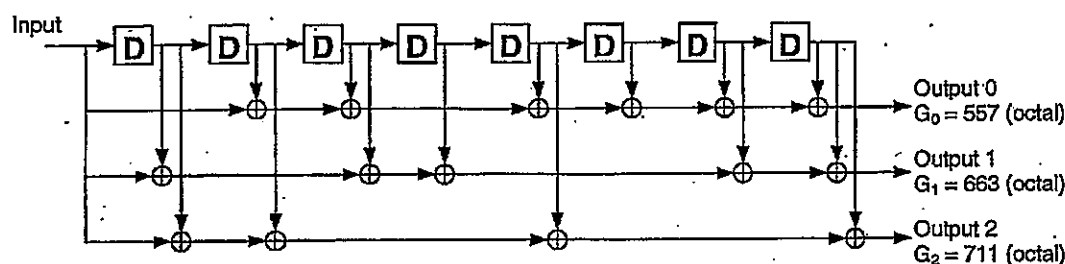 Input
D D D D D D D D
Output 0
G₀ = 557 (octal)
Output 1
G₁ = 663 (octal)
Output 2
G₂ = 711 (octal)